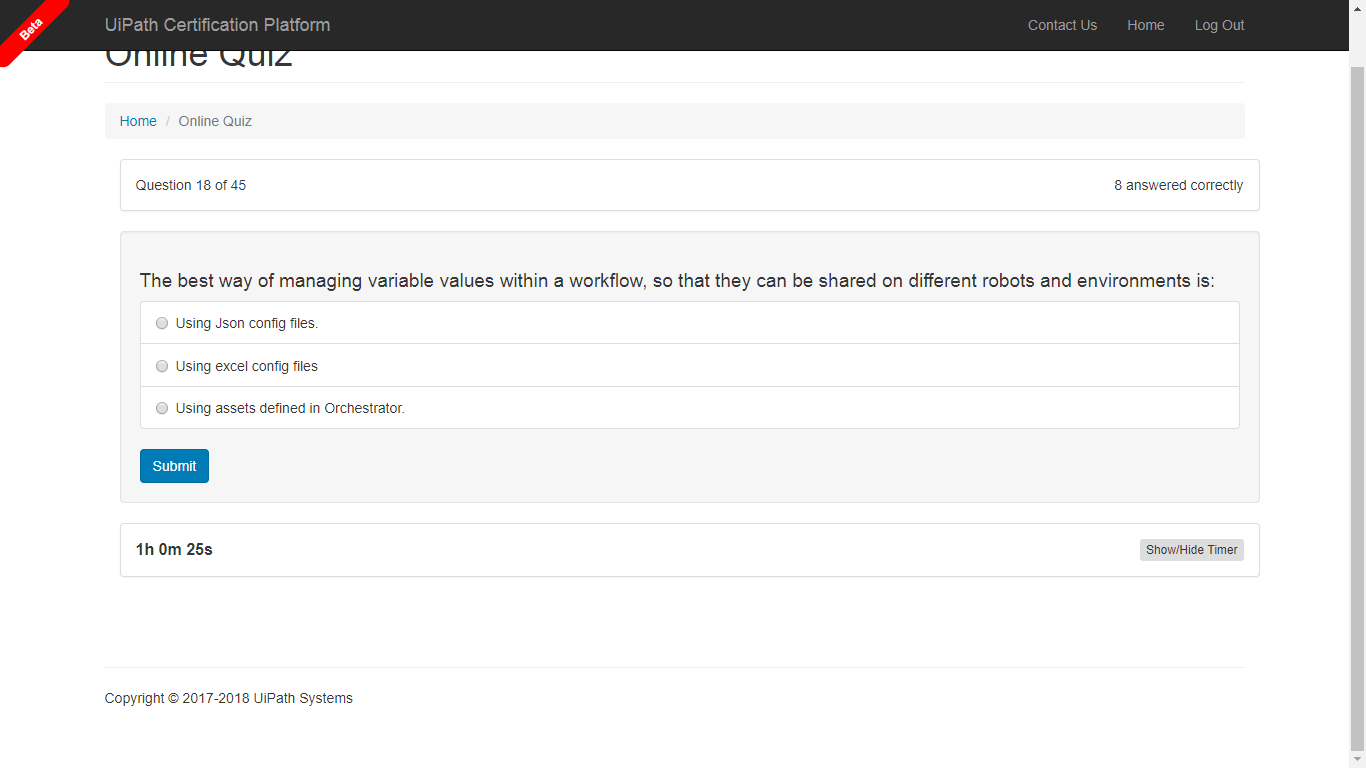 Beta
UiPath Certification Platform
Contact Us
Home
Log Out
Online Quiz
Home / Online Quiz
Question 18 of 45
8 answered correctly
The best way of managing variable values within a workflow, so that they can be shared on different robots and environments is:
Using Json config files.
Using excel config files
Using assets defined in Orchestrator.
Submit
1h 0m 25s
Show/Hide Timer
Copyright © 2017-2018 UiPath Systems